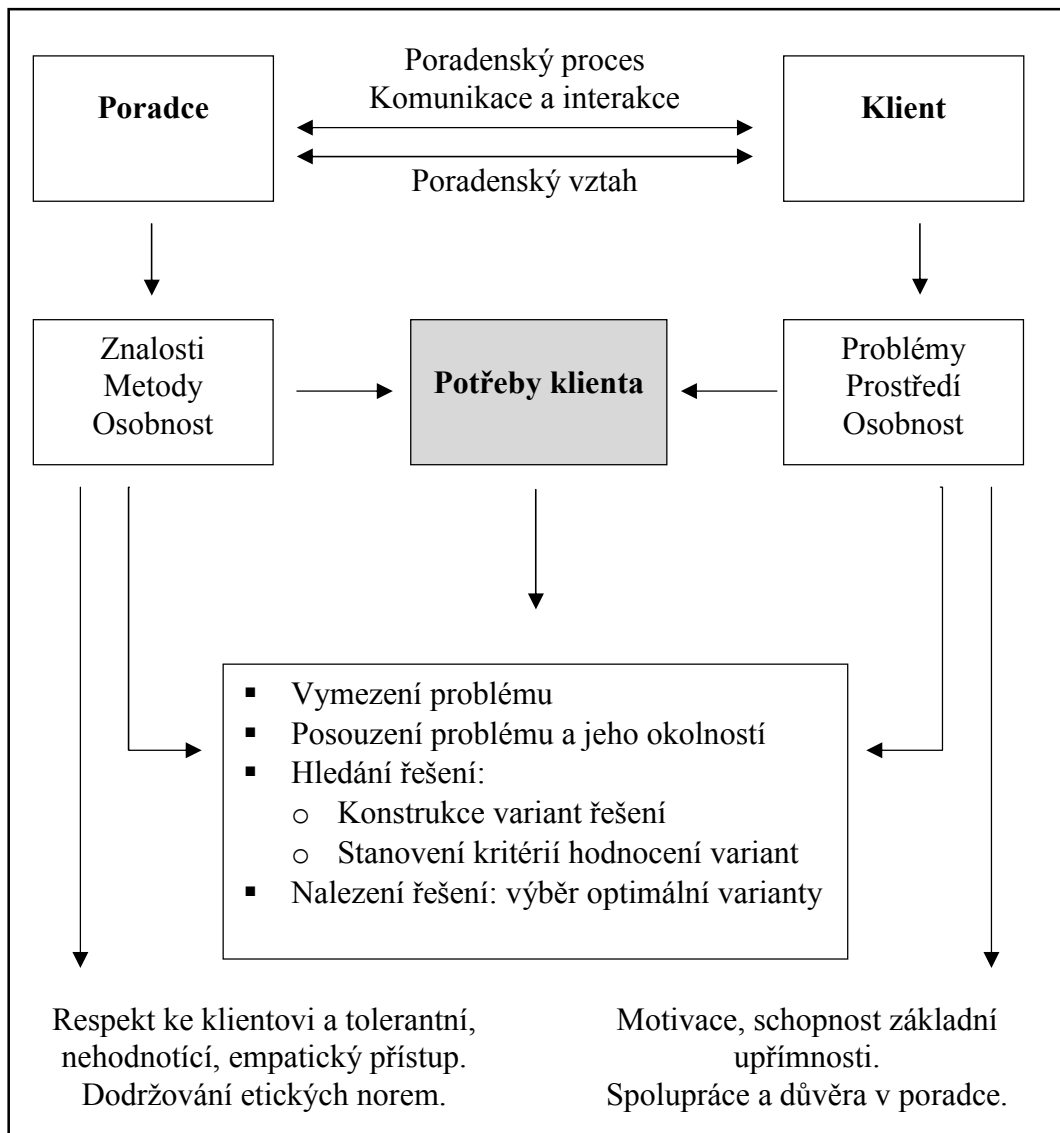 Poradce
Poradenský proces
Komunikace a interakce
Poradenský vztah
Klient
Znalosti
Metody
Osobnost
Potřeby klienta
Problémy
Prostředí
Osobnost
▪ Vymezení problému
▪ Posouzení problému a jeho okolností
▪ Hledání řešení:
o Konstrukce variant řešení
o Stanovení kritérií hodnocení variant
▪ Nalezení řešení: výběr optimální varianty
Respekt ke klientovi a tolerantní,
nehodnotící, empatický přístup.
Dodržování etických norem.
Motivace, schopnost základní
upřímnosti.
Spolupráce a důvěra v poradce.